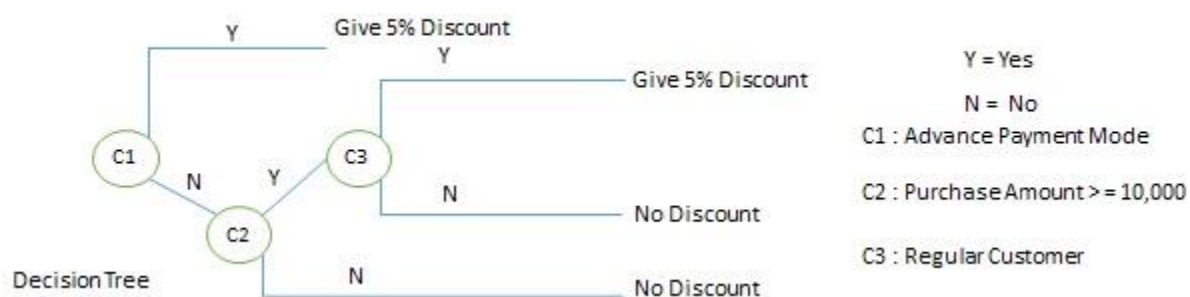 Y
Give 5% Discount
Y
Give 5% Discount
C1
N
Y
C3
N
No Discount
C2
N
No Discount
Decision Tree
Y = Yes
N = No
C1 : Advance Payment Mode
C2 : Purchase Amount >= 10,000
C3 : Regular Customer